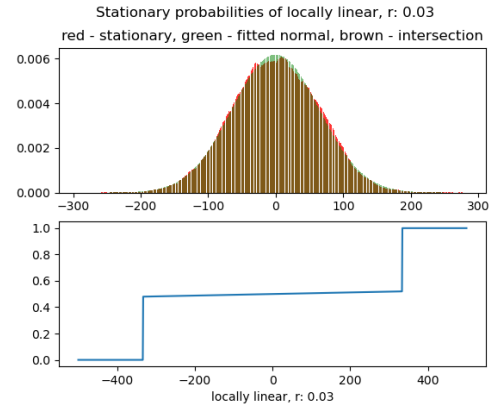 Stationary probabilities of locally linear, r: 0.03
red - stationary, green - fitted normal, brown - intersection
0.006
0.004
0.002
0.000
−300 −200 −100 0 100 200 300
1.0
0.8
0.6
0.4
0.2
0.0
−400 −200 0 200 400
locally linear, r: 0.03